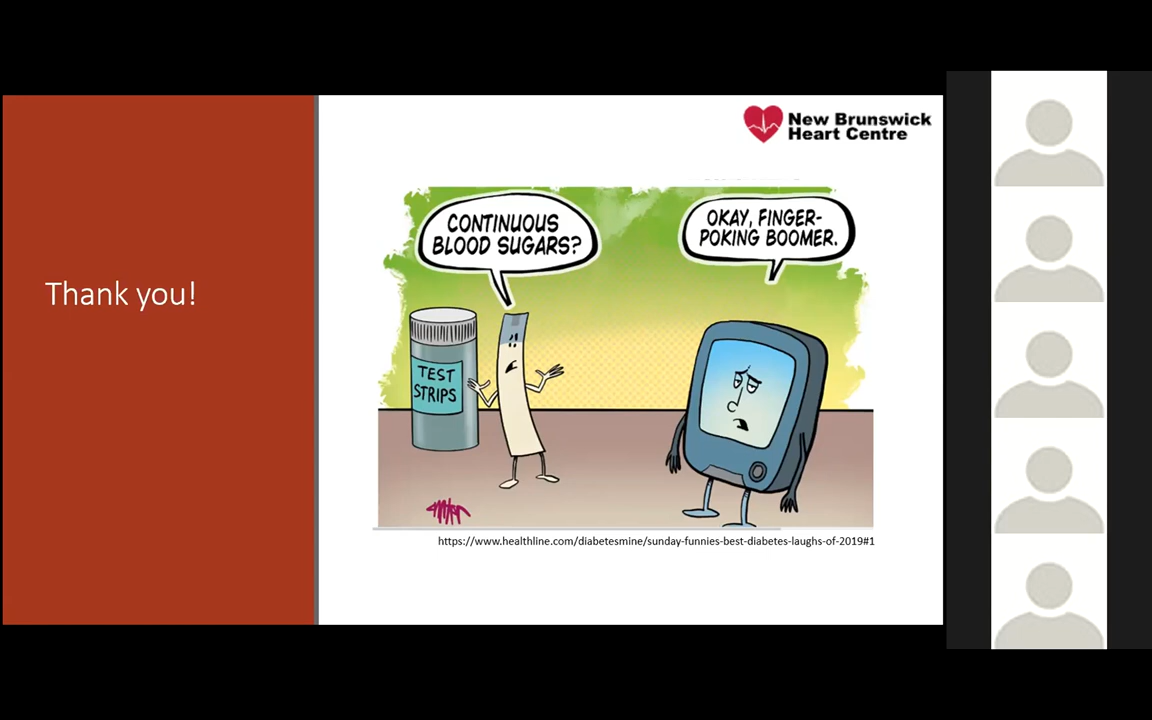 New Brunswick
Heart Centre
CONTINUOUS
BLOOD SUGARS?
OKAY, FINGER-
POKING BOOMER.
Thank you!
TEST
STRIPS
https://www.healthline.com/diabetesmine/sunday-funnies-best-diabetes-laughs-of-2019#1